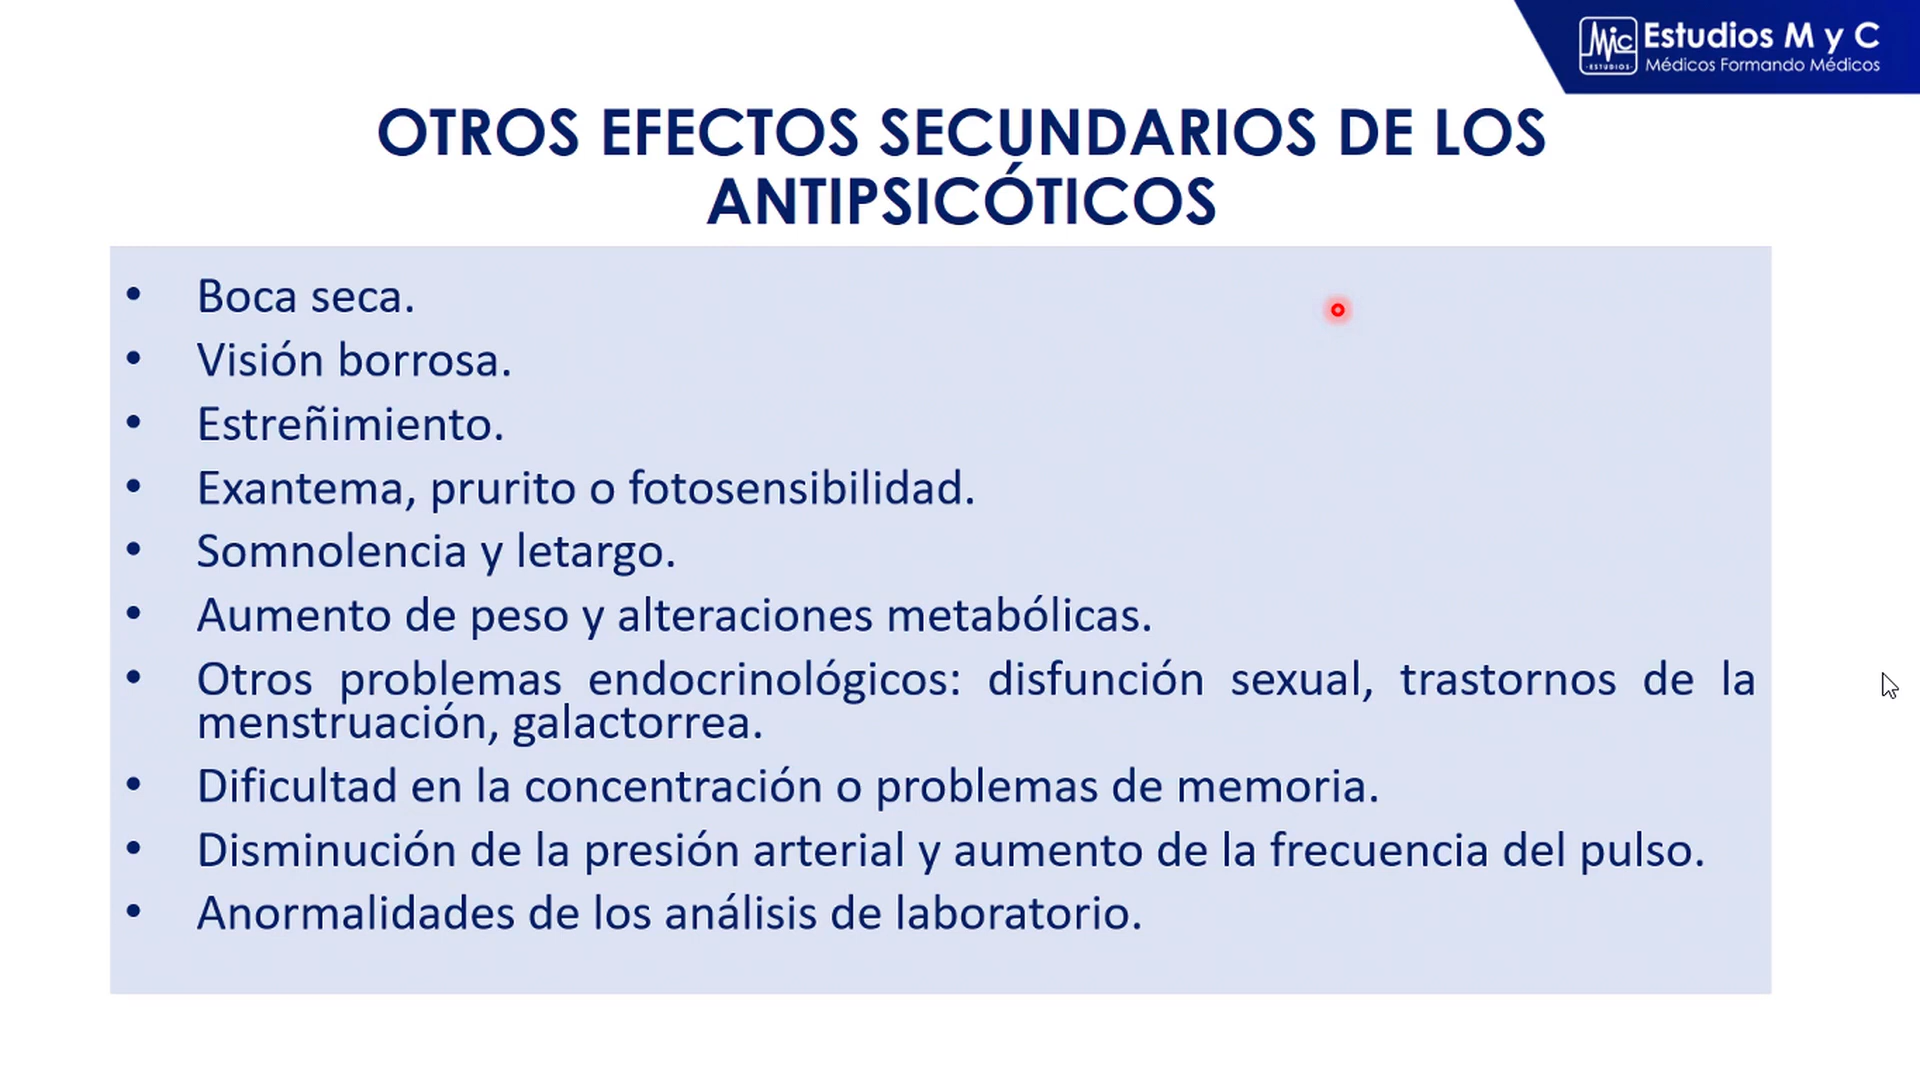 Mic
ESTUDIOS
Estudios M y C
Médicos Formando Médicos
OTROS EFECTOS SECUNDARIOS DE LOS
ANTIPSICÓTICOS
• Boca seca.
• Visión borrosa.
• Estreñimiento.
• Exantema, prurito o fotosensibilidad.
• Somnolencia y letargo.
• Aumento de peso y alteraciones metabólicas.
• Otros problemas endocrinológicos: disfunción sexual, trastornos de la
menstruación, galactorrea.
• Dificultad en la concentración o problemas de memoria.
• Disminución de la presión arterial y aumento de la frecuencia del pulso.
• Anormalidades de los análisis de laboratorio.